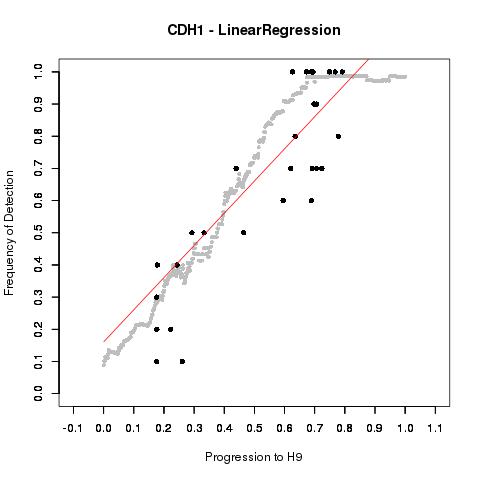 CDH1 - LinearRegression
Frequency of Detection
1.0
0.9
0.8
0.7
0.6
0.5
0.4
0.3
0.2
0.1
0.0
-0.1 0.0 0.1 0.2 0.3 0.4 0.5 0.6 0.7 0.8 0.9 1.0 1.1
Progression to H9